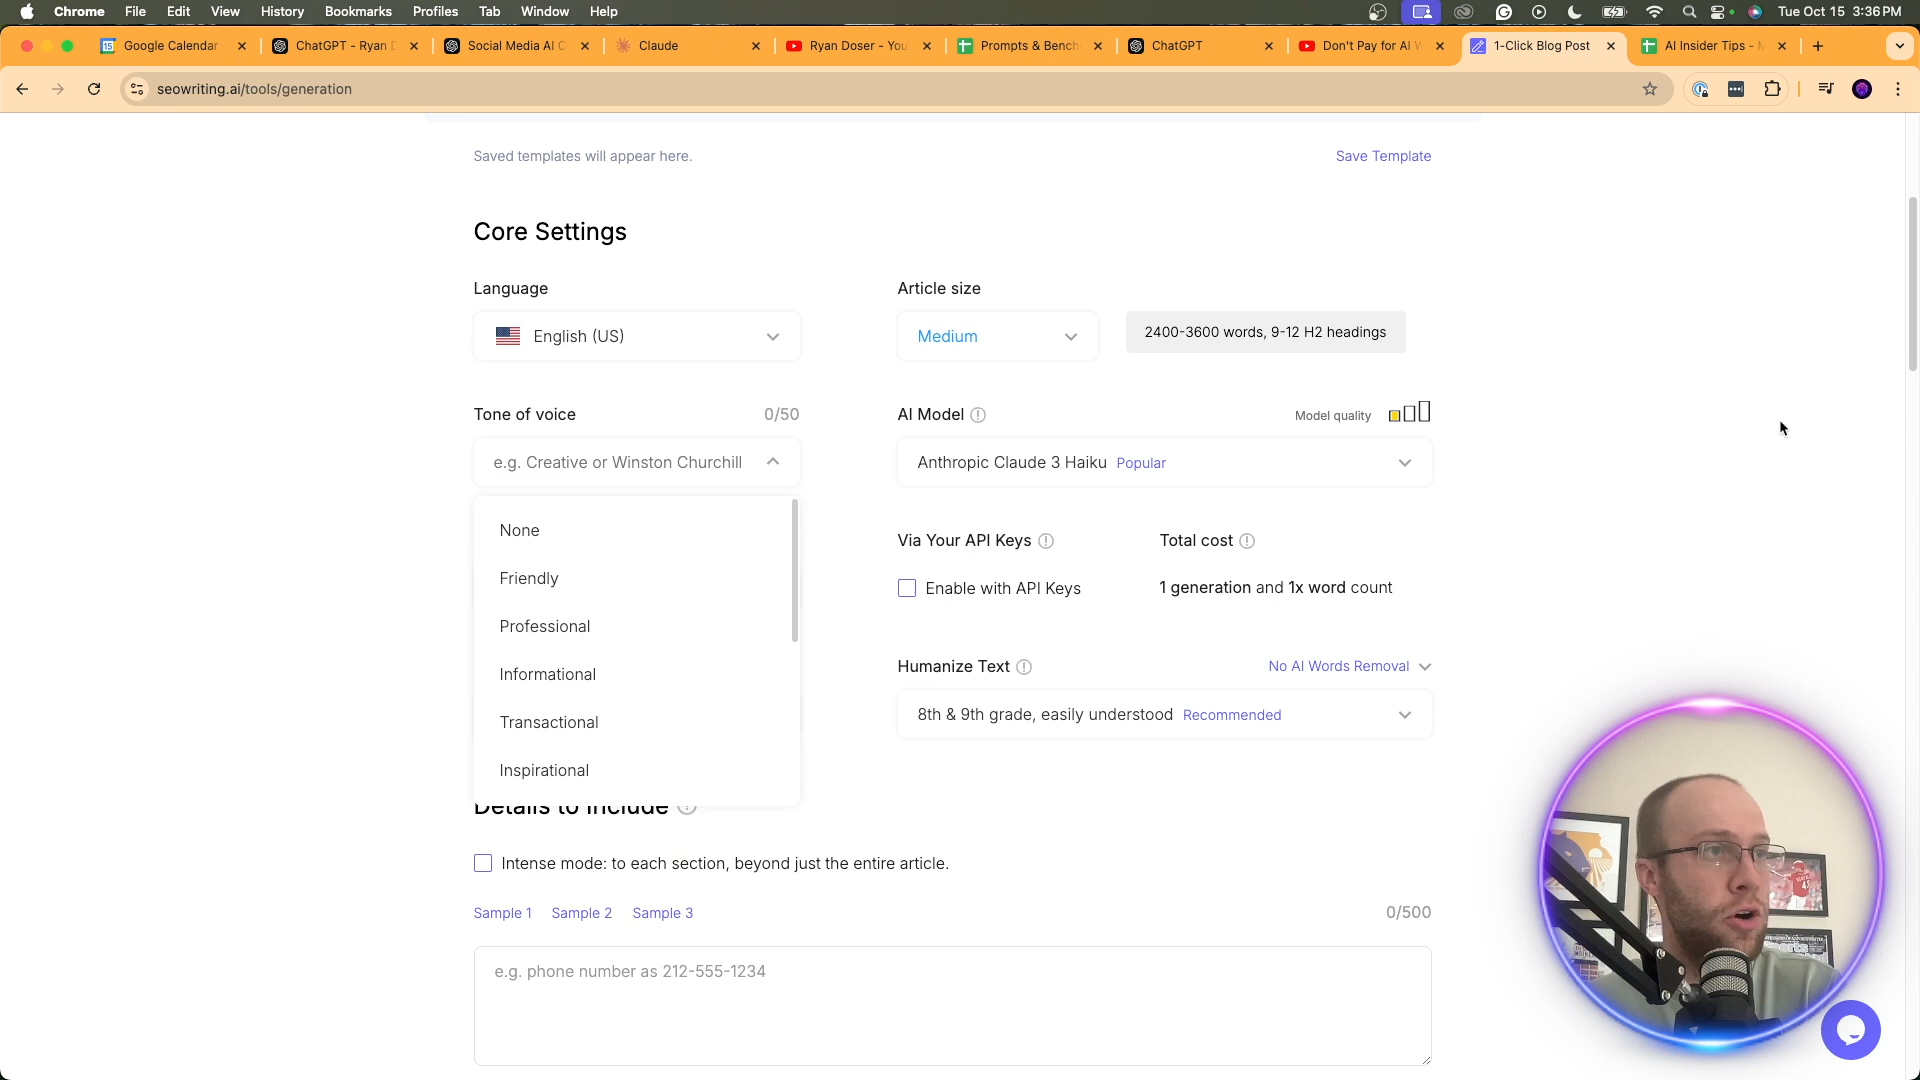 Chrome File Edit View History Bookmarks Profiles Tab Window Help Tue Oct 15 3:36 PM
15 Google Calendar ChatGPT - Ryan D Social Media AI C Claude Ryan Doser - You Prompts & Bench ChatGPT Don't Pay for AI W 1-Click Blog Post AI Insider Tips - M
seowriting.ai/tools/generation
Saved templates will appear here. Save Template
Core Settings
Language Article size
English (US) Medium 2400-3600 words, 9-12 H2 headings
Tone of voice 0/50 AI Model Model quality
e.g. Creative or Winston Churchill Anthropic Claude 3 Haiku Popular
None
Via Your API Keys Total cost
Friendly
Enable with API Keys 1 generation and 1x word count
Professional
Informational
Humanize Text No AI Words Removal
Transactional
8th & 9th grade, easily understood Recommended
Inspirational
Details to include
Intense mode: to each section, beyond just the entire article.
Sample 1 Sample 2 Sample 3 0/500
e.g. phone number as 212-555-1234